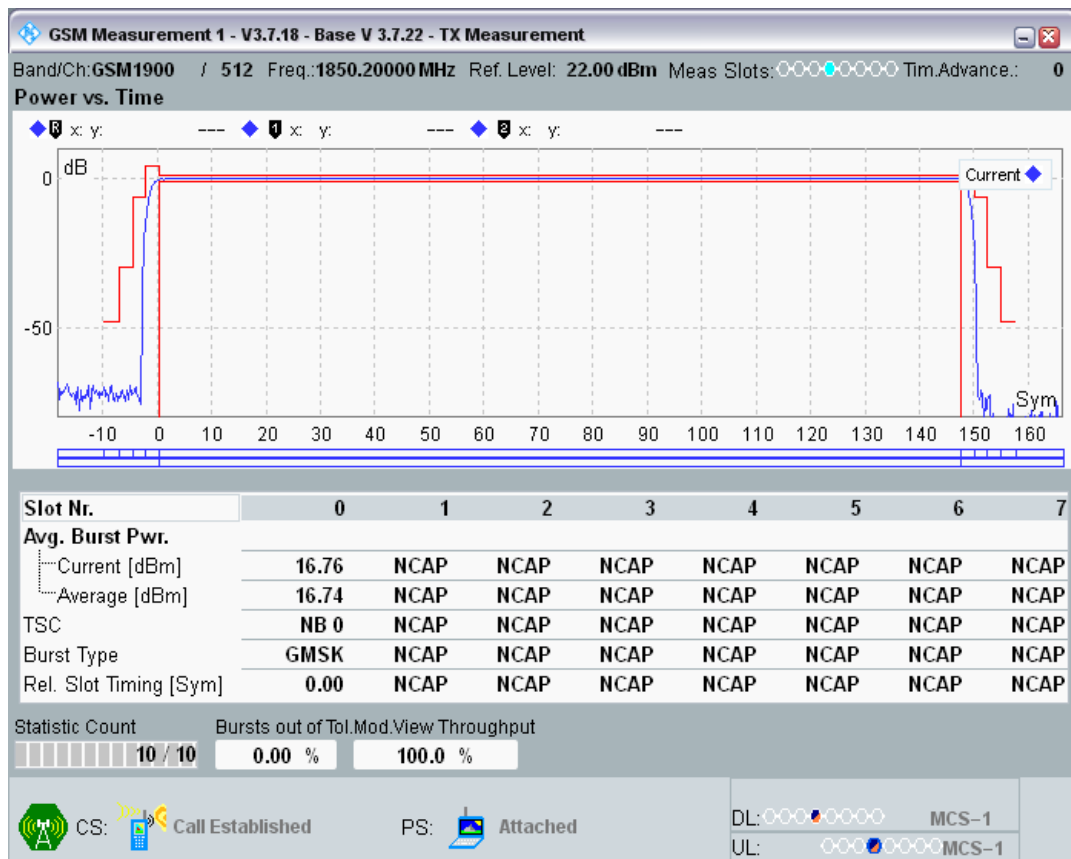 GSM Measurement 1 - V3.7.18 - Base V 3.7.22 - TX Measurement
Band/Ch:GSM1900 / 512 Freq.:1850.20000 MHz Ref. Level: 22.00 dBm Meas Slots: Tim.Advance.: 0
Power vs. Time
R x: y: --- 1 x: y: --- 2 x: y: ---
dB
Current
0
-50
Sym
-10 0 10 20 30 40 50 60 70 80 90 100 110 120 130 140 150 160
Slot Nr. 0 1 2 3 4 5 6 7
Avg. Burst Pwr.
Current [dBm] 16.76 NCAP NCAP NCAP NCAP NCAP NCAP NCAP
Average [dBm] 16.74 NCAP NCAP NCAP NCAP NCAP NCAP NCAP
TSC NB 0 NCAP NCAP NCAP NCAP NCAP NCAP NCAP
Burst Type GMSK NCAP NCAP NCAP NCAP NCAP NCAP NCAP
Rel. Slot Timing [Sym] 0.00 NCAP NCAP NCAP NCAP NCAP NCAP NCAP
Statistic Count Bursts out of Tol.Mod.View Throughput
10 / 10 0.00 % 100.0 %
CS: Call Established PS: Attached
DL: MCS-1
UL: MCS-1